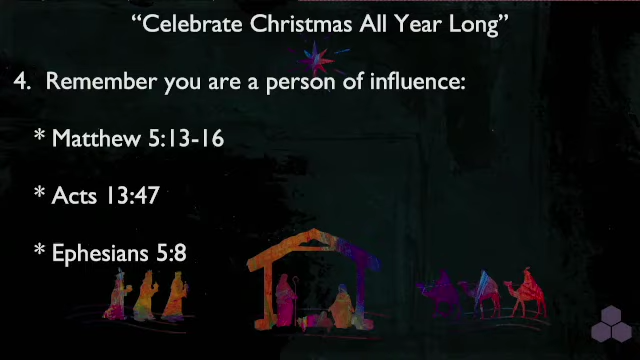 “Celebrate Christmas All Year Long”
4. Remember you are a person of influence:
* Matthew 5:13-16
* Acts 13:47
* Ephesians 5:8